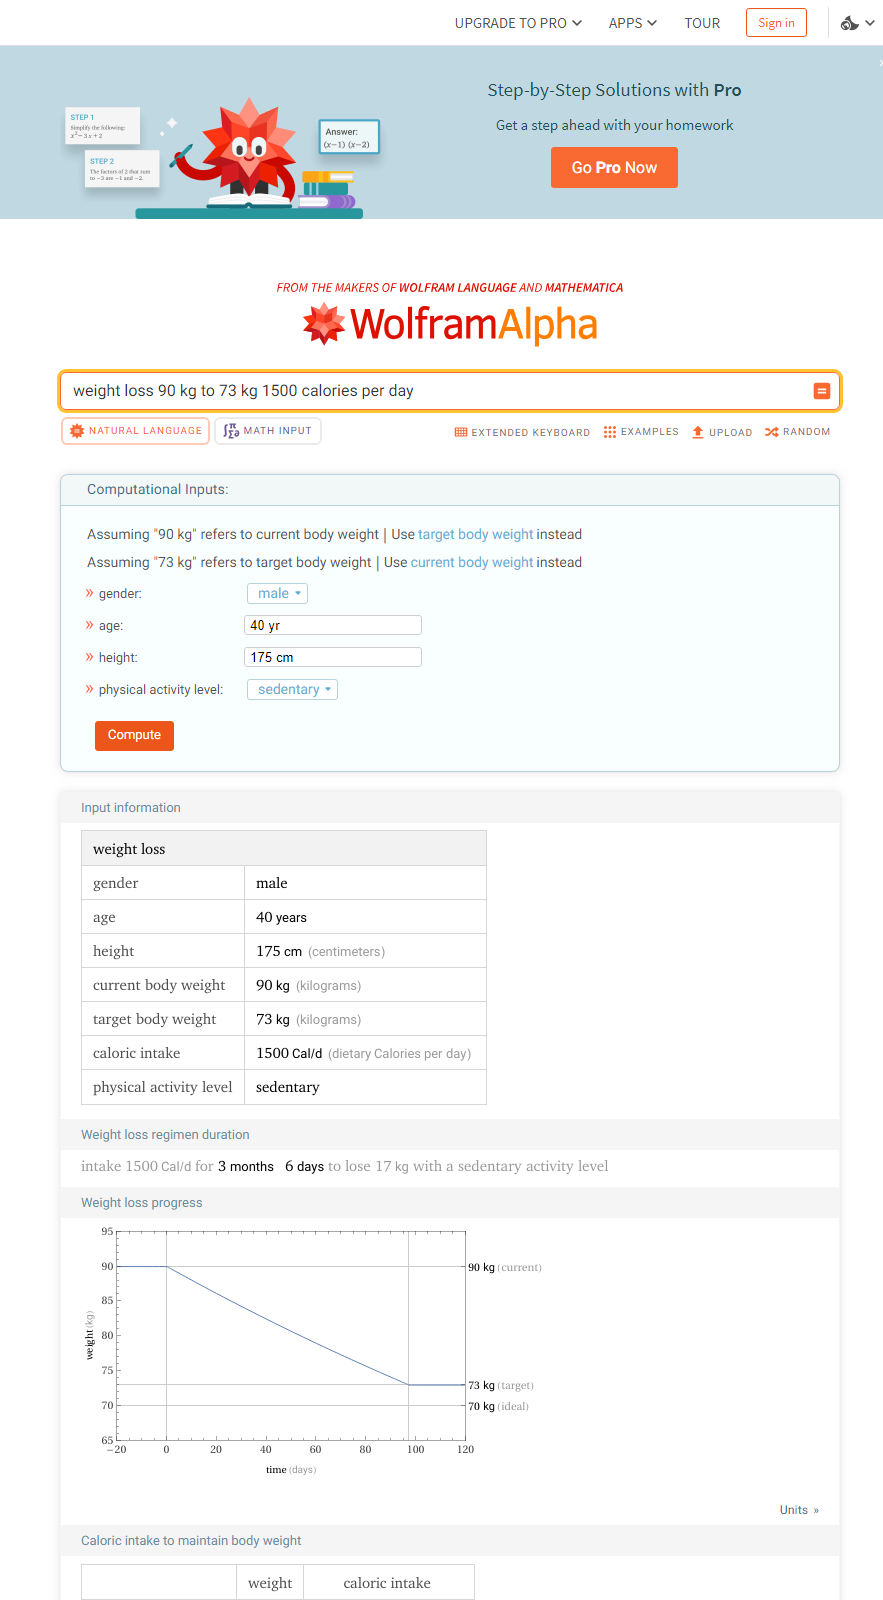 UPGRADE TO PRO APPS TOUR Sign in
Step-by-Step Solutions with Pro
Get a step ahead with your homework
Go Pro Now
STEP 1
Simplify the following:
x² − 3 x + 2
STEP 2
The factors of 2 that sum
to −3 are −1 and −2.
Answer:
(x−1) (x−2)
FROM THE MAKERS OF WOLFRAM LANGUAGE AND MATHEMATICA
WolframAlpha
weight loss 90 kg to 73 kg 1500 calories per day
NATURAL LANGUAGE MATH INPUT EXTENDED KEYBOARD EXAMPLES UPLOAD RANDOM
Computational Inputs:
Assuming "90 kg" refers to current body weight | Use target body weight instead
Assuming "73 kg" refers to target body weight | Use current body weight instead
» gender: male
» age: 40 yr
» height: 175 cm
» physical activity level: sedentary
Compute
Input information
weight loss
gender male
age 40 years
height 175 cm (centimeters)
current body weight 90 kg (kilograms)
target body weight 73 kg (kilograms)
caloric intake 1500 Cal/d (dietary Calories per day)
physical activity level sedentary
Weight loss regimen duration
intake 1500 Cal/d for 3 months 6 days to lose 17 kg with a sedentary activity level
Weight loss progress
95
90 90 kg (current)
85
80
weight (kg)
75
73 kg (target)
70 70 kg (ideal)
65
−20 0 20 40 60 80 100 120
time (days)
Units »
Caloric intake to maintain body weight
weight caloric intake